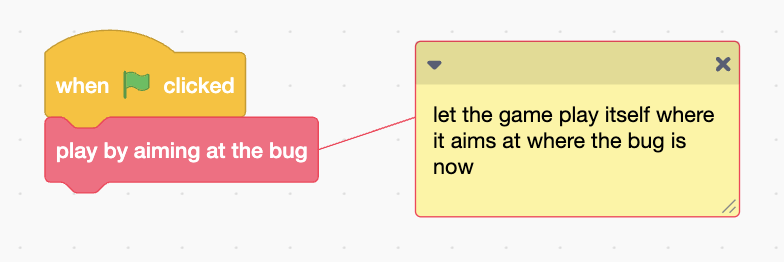 when clicked
play by aiming at the bug
let the game play itself where
it aims at where the bug is
now